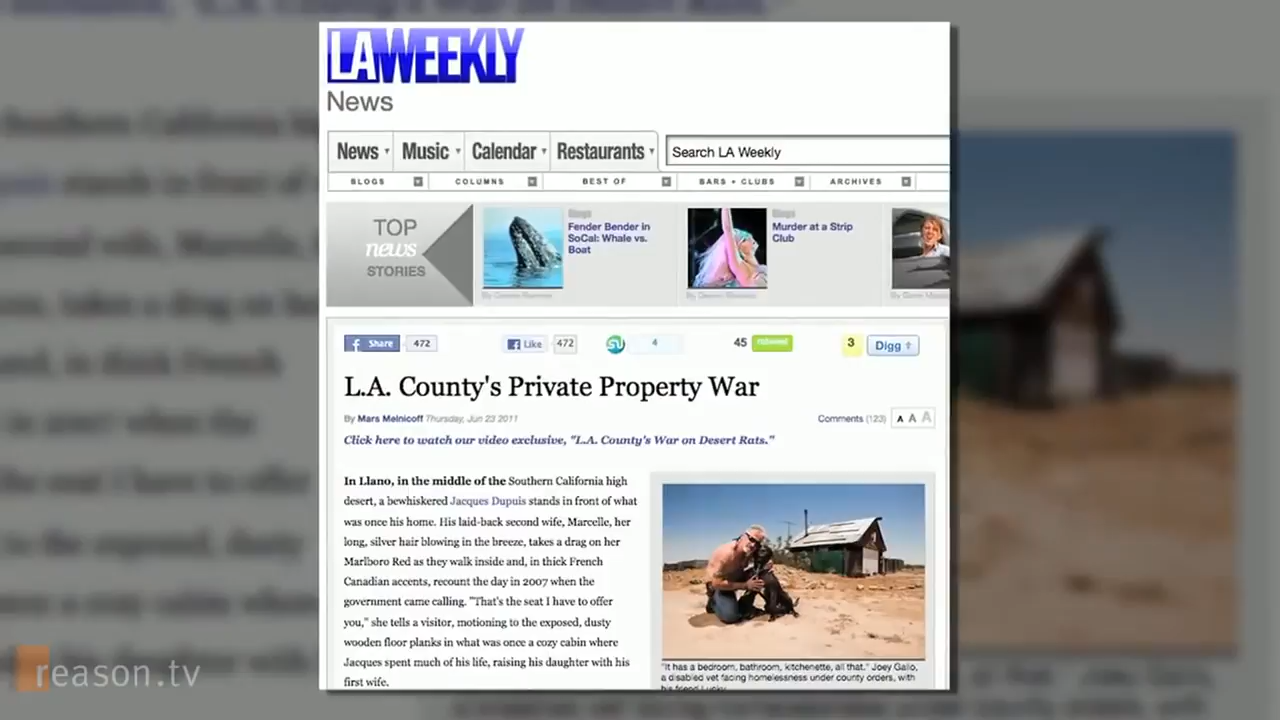 LAWEEKLY
News
News Music Calendar Restaurants Search LA Weekly
BLOGS COLUMNS BEST OF BARS + CLUBS ARCHIVES
TOP
news
STORIES
Blogs
Fender Bender in
SoCal: Whale vs.
Boat
Blogs
Murder at a Strip
Club
Share 472 Like 472 4 45 retweet 3 Digg
L.A. County's Private Property War
By Mars Melnicoff Thursday, Jun 23 2011
Comments (123) A A A
Click here to watch our video exclusive, "L.A. County's War on Desert Rats."
In Llano, in the middle of the Southern California high
desert, a bewhiskered Jacques Dupuis stands in front of what
was once his home. His laid-back second wife, Marcelle, her
long, silver hair blowing in the breeze, takes a drag on her
Marlboro Red as they walk inside and, in thick French
Canadian accents, recount the day in 2007 when the
government came calling. "That's the seat I have to offer
you," she tells a visitor, motioning to the exposed, dusty
wooden floor planks in what was once a cozy cabin where
Jacques spent much of his life, raising his daughter with his
first wife.
"It has a bedroom, bathroom, kitchenette, all that." Joey Gallo,
a disabled vet facing homelessness under county orders, with
his friend Lucky
reason.tv